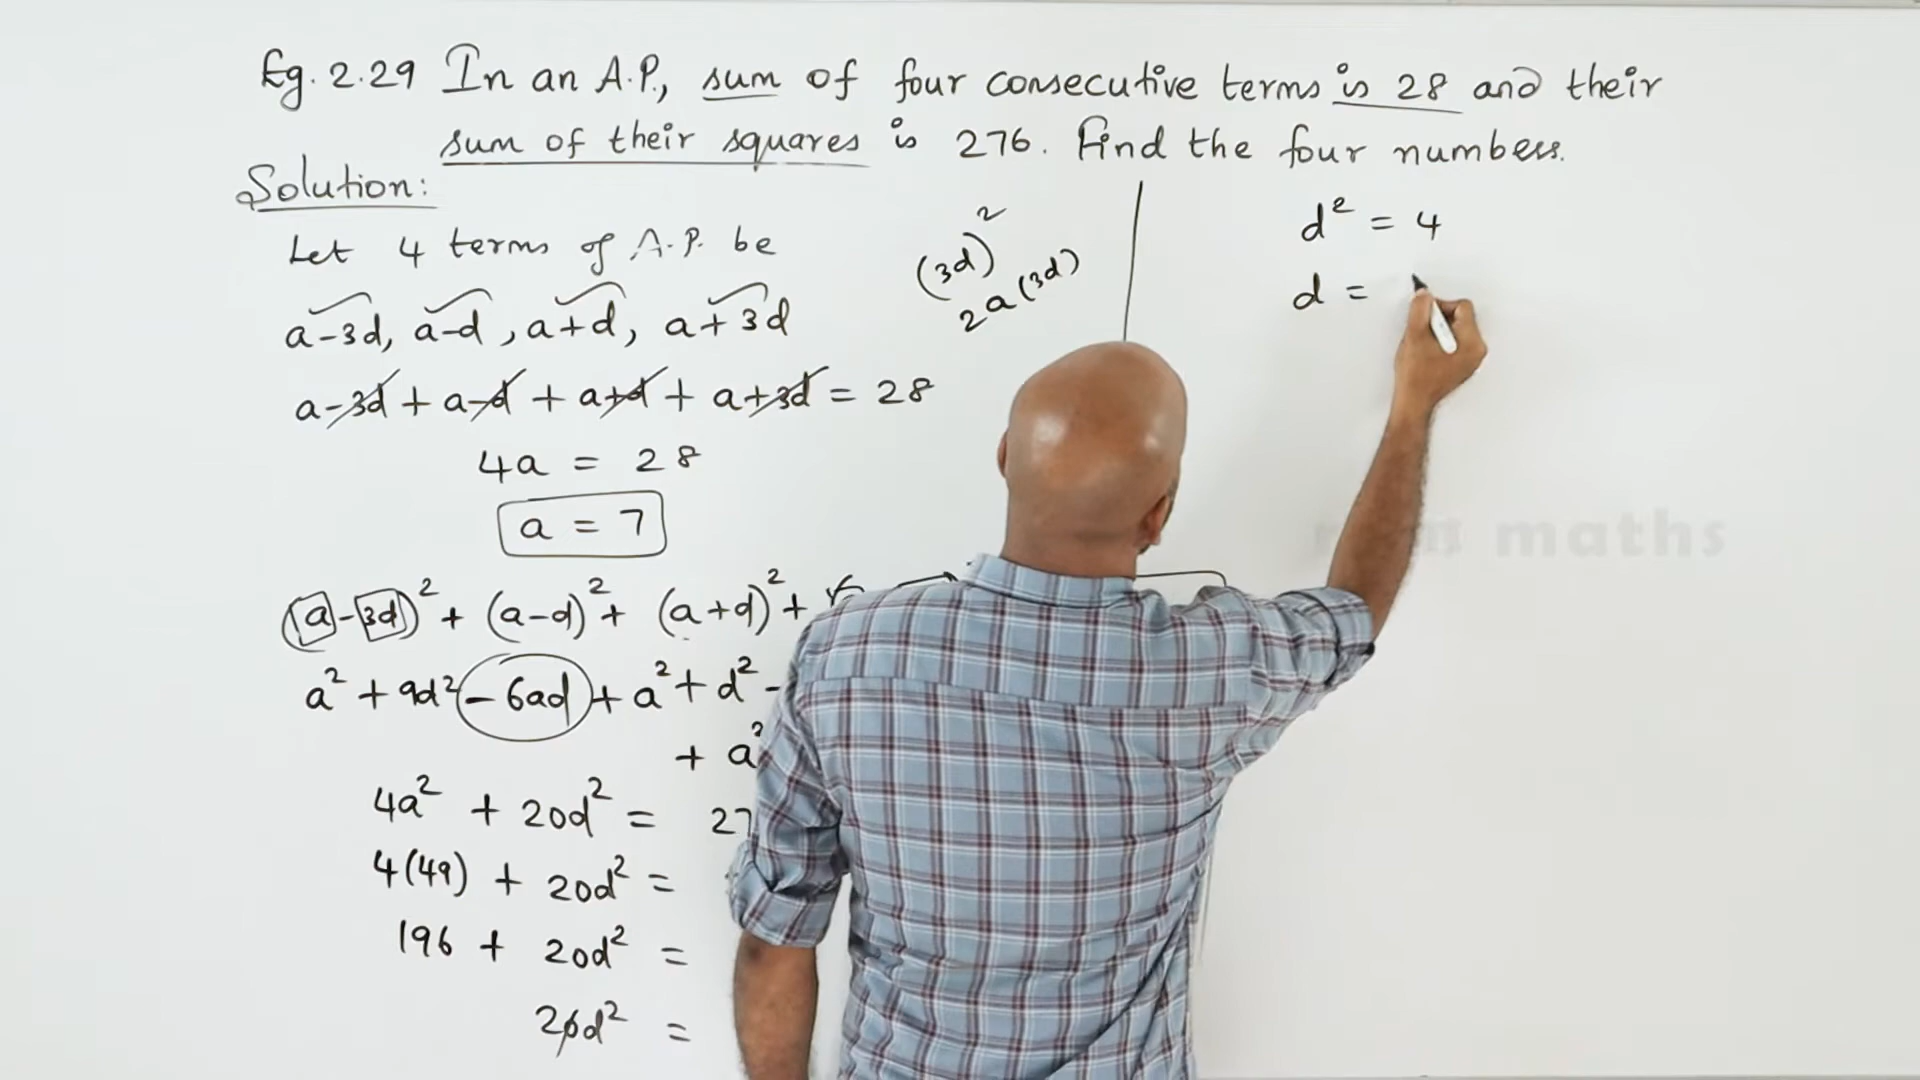 Eg. 2.29 In an A.P., sum of four consecutive terms is 28 and their
sum of their squares is 276. Find the four numbers.
Solution:
Let 4 terms of A.P. be
a-3d, a-d, a+d, a+3d
a-3d + a-d + a+d + a+3d = 28
4a = 28
a = 7
(a-3d)² + (a-d)² + (a+d)² + (
a² + 9d² - 6ad + a² + d² -
+ a²
4a² + 20d² = 27
4(49) + 20d² =
196 + 20d² =
20d² =
(3d)²
2a(3d)
d² = 4
d =
maths